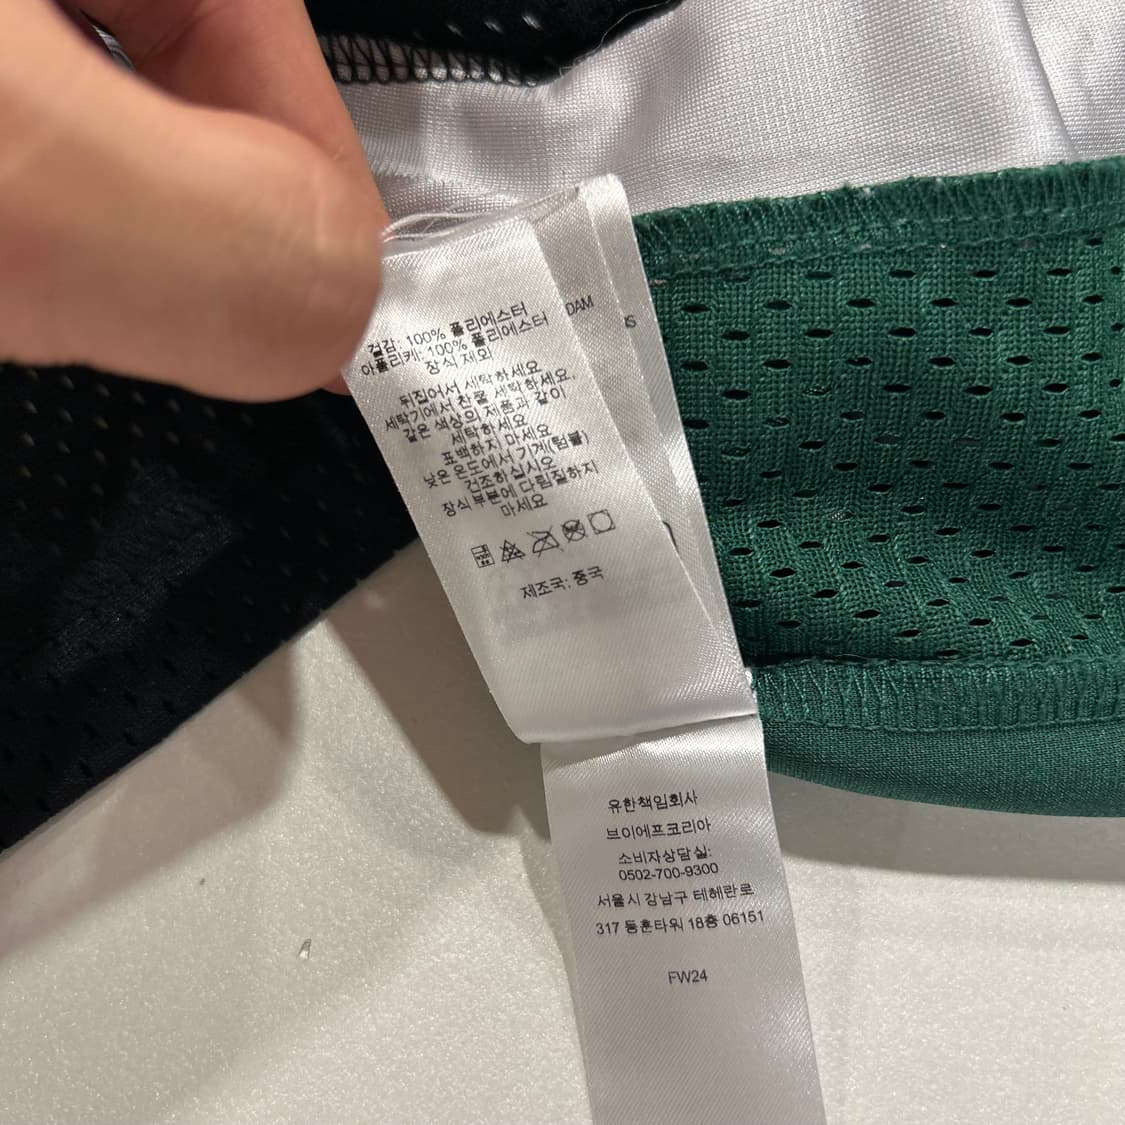 겉감: 100% 폴리에스터
아플리케: 100% 폴리에스터
장식 제외
뒤집어서 세탁하세요
세탁기에서 찬물 세탁하세요.
같은 색상의 제품과 같이
세탁하세요
표백하지 마세요
낮은 온도에서 기계(텀블)
건조하십시오
장식 부분에 다림질하지
마세요
제조국: 중국
DAM
유한책임회사
브이에프코리아
소비자상담실:
0502-700-9300
서울시 강남구 테헤란로
317 동훈타워 18층 06151
FW24